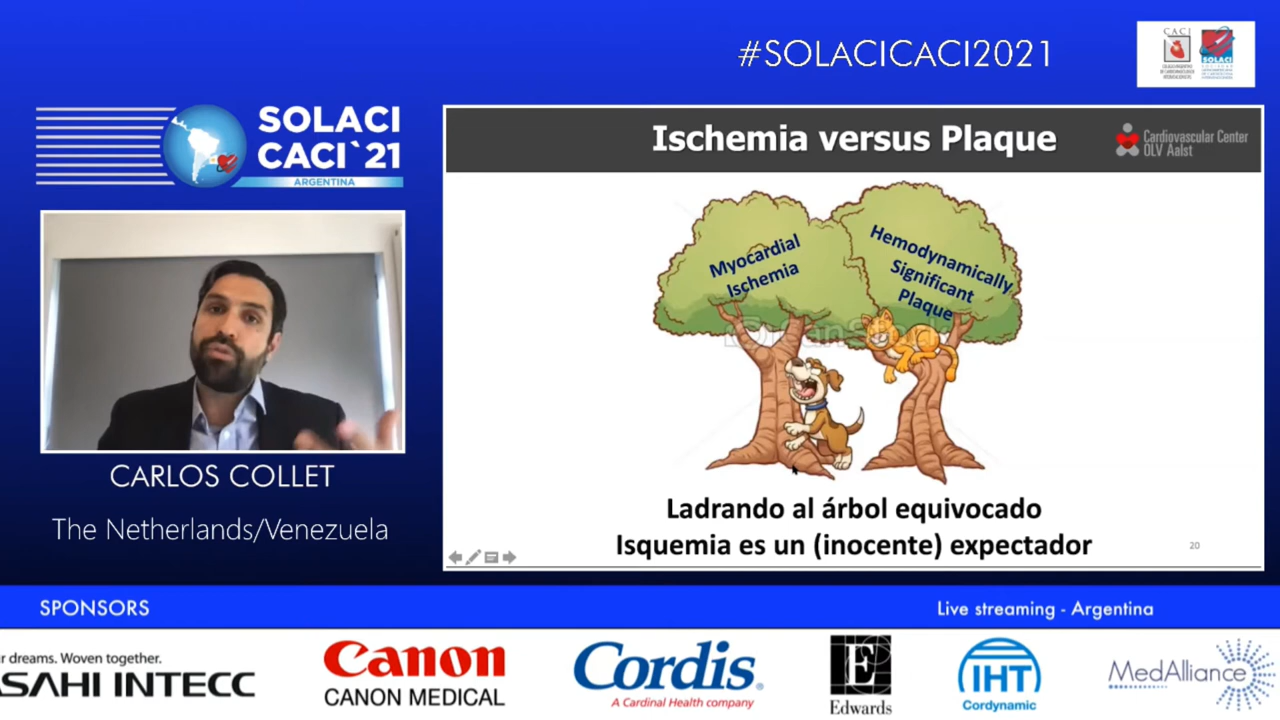 #SOLACICACI2021
CACI
SOLACI
SOLACI
CACI`21
ARGENTINA
Ischemia versus Plaque
Cardiovascular Center
OLV Aalst
Myocardial
Ischemia
Hemodynamically
Significant
Plaque
Ladrando al árbol equivocado
Isquemia es un (inocente) expectador
20
CARLOS COLLET
The Netherlands/Venezuela
SPONSORS
Live streaming - Argentina
r dreams. Woven together.
SAHI INTECC
Canon
CANON MEDICAL
Cordis
A Cardinal Health company
E
Edwards
IHT
Cordynamic
MedAlliance